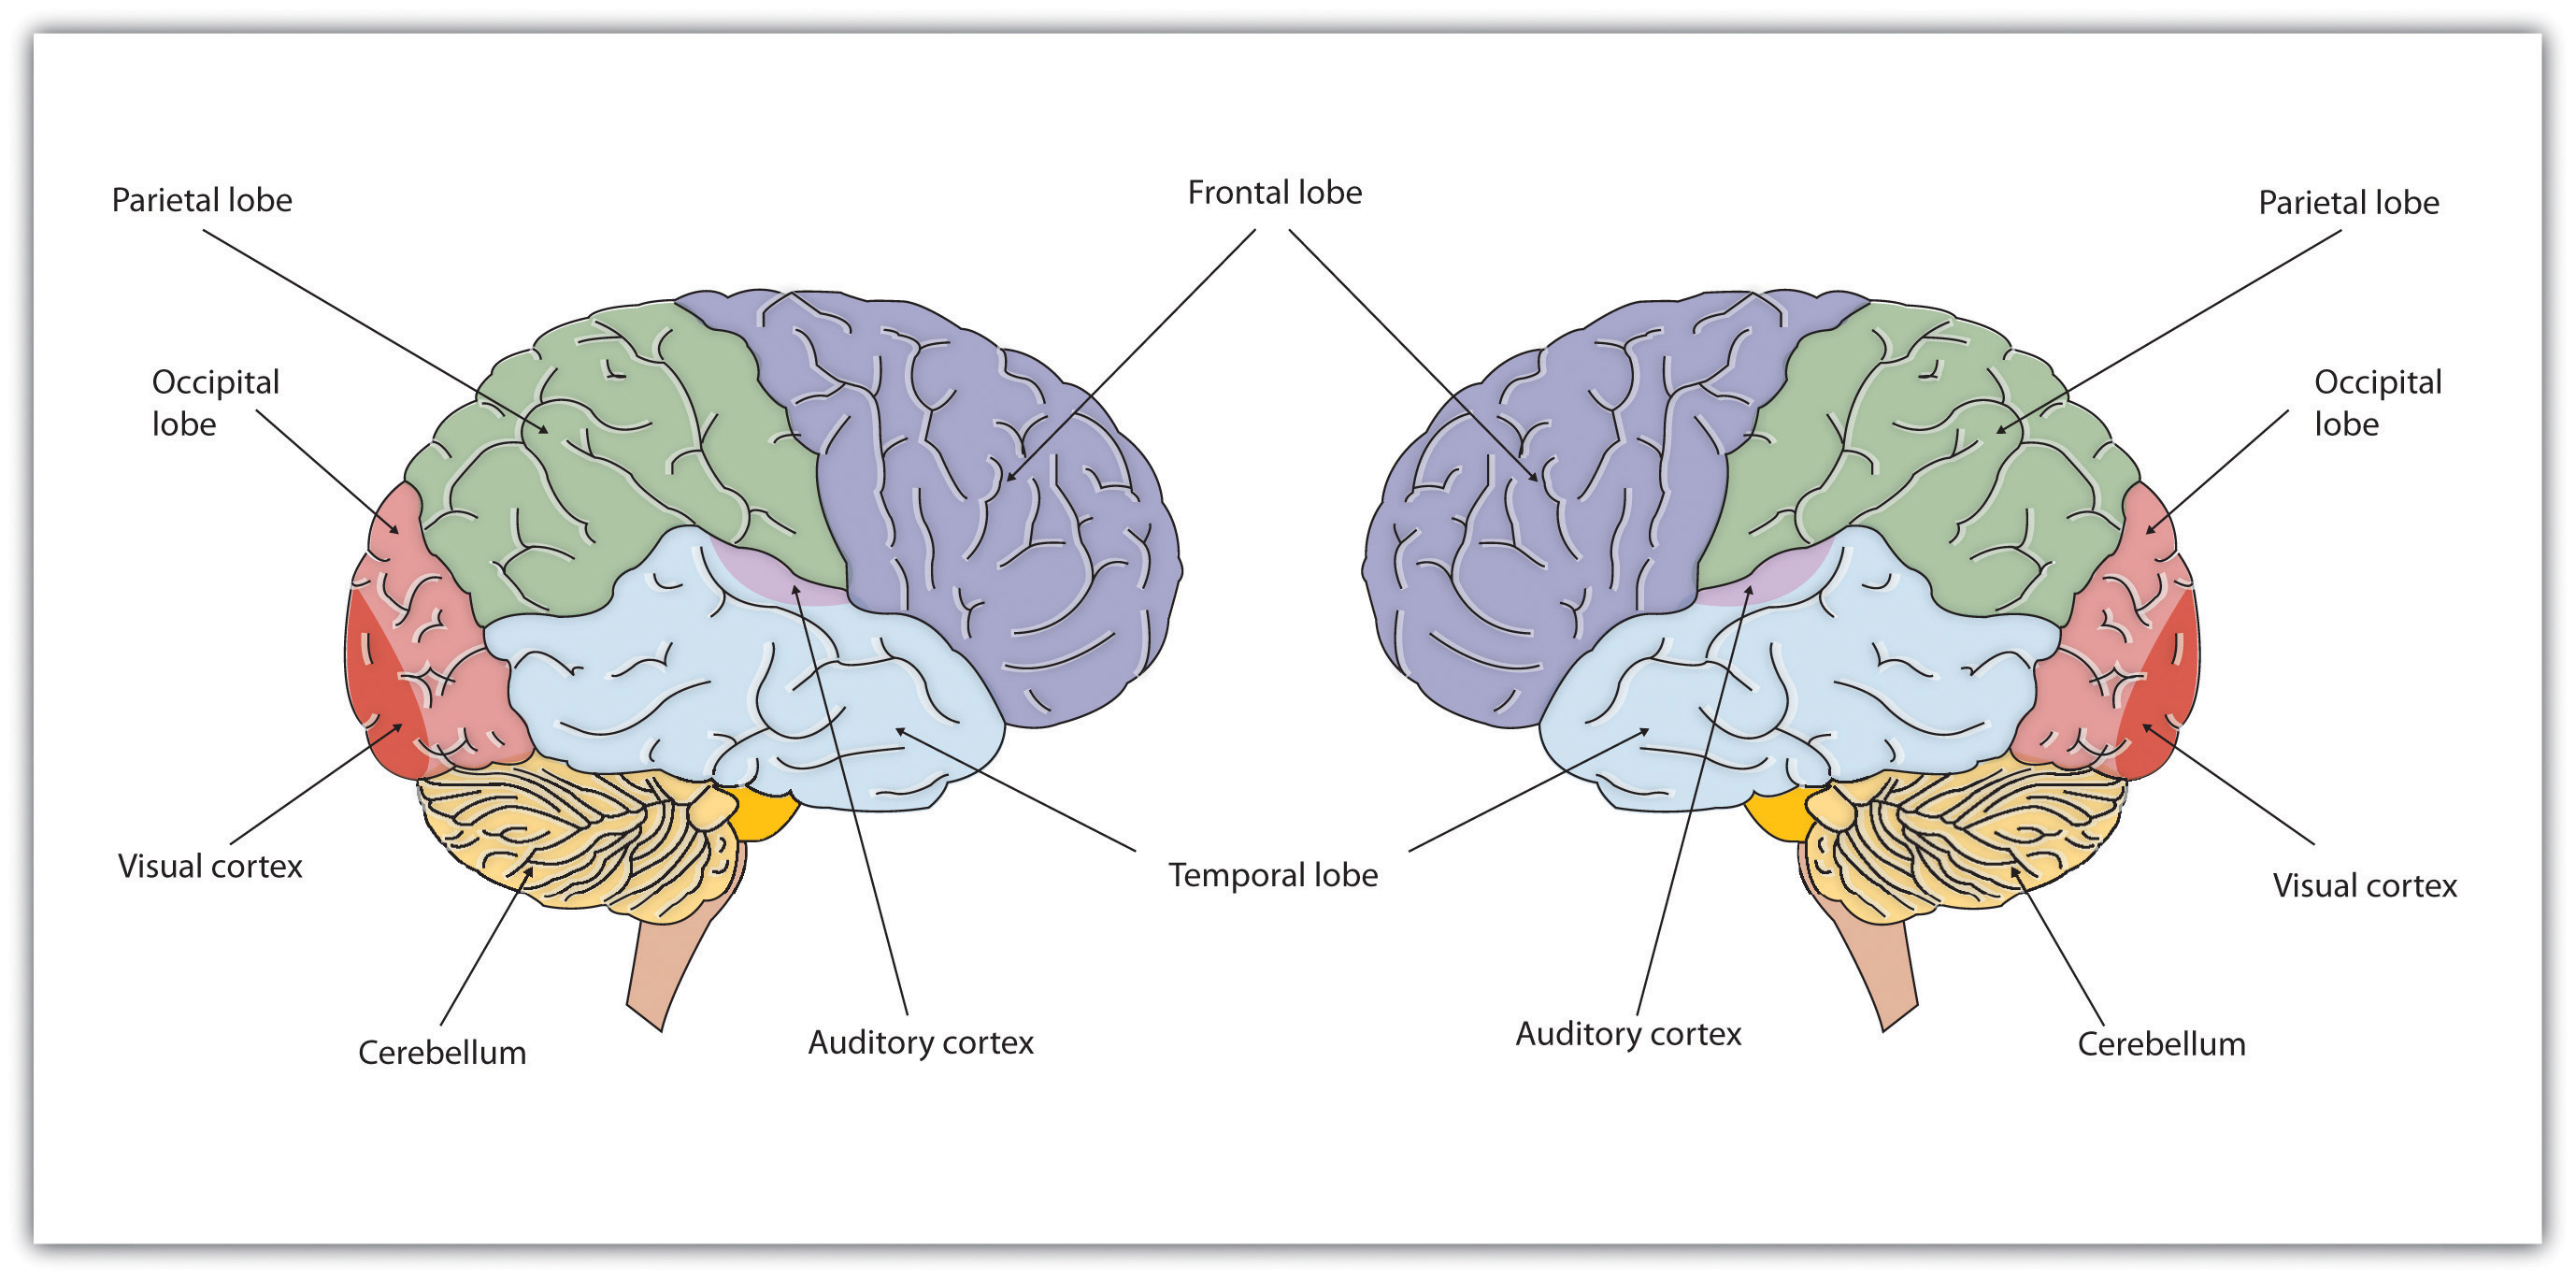 Parietal lobe
Frontal lobe
Parietal lobe
Occipital
lobe
Occipital
lobe
Visual cortex
Temporal lobe
Visual cortex
Cerebellum
Auditory cortex
Auditory cortex
Cerebellum